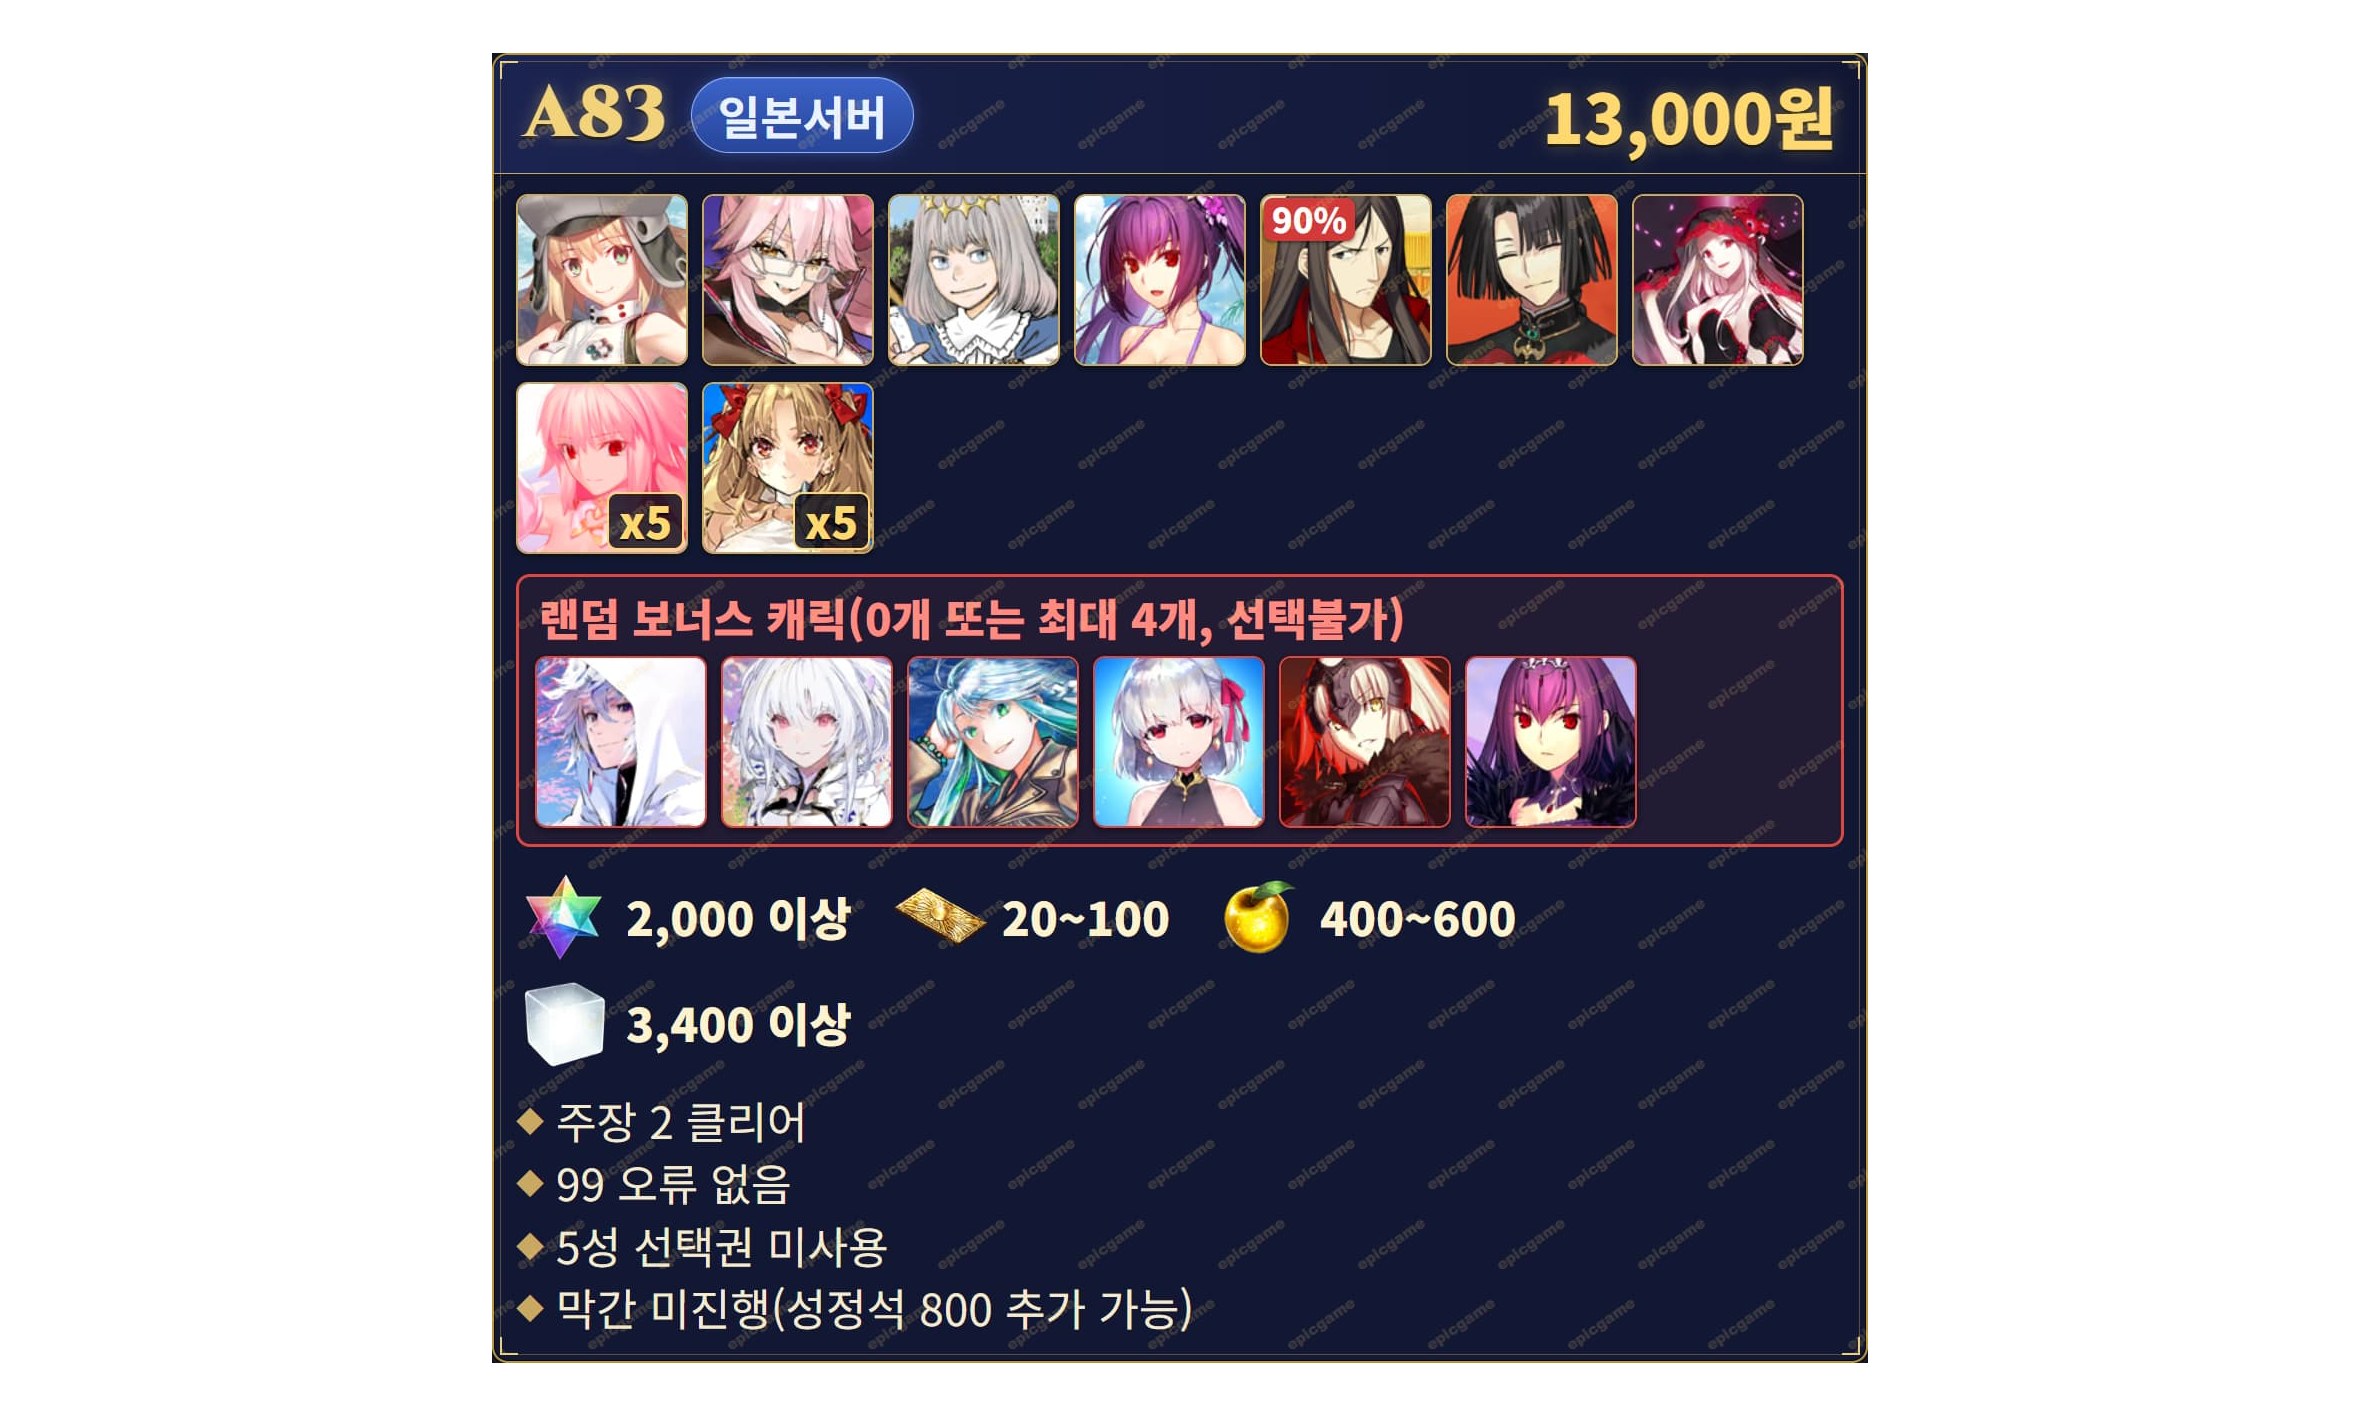 A83 일본서버 13,000원
90%
x5 x5
랜덤 보너스 캐릭(0개 또는 최대 4개, 선택불가)
2,000 이상 20~100 400~600
3,400 이상
주장 2 클리어
99 오류 없음
5성 선택권 미사용
막간 미진행(성정석 800 추가 가능)
epicgame